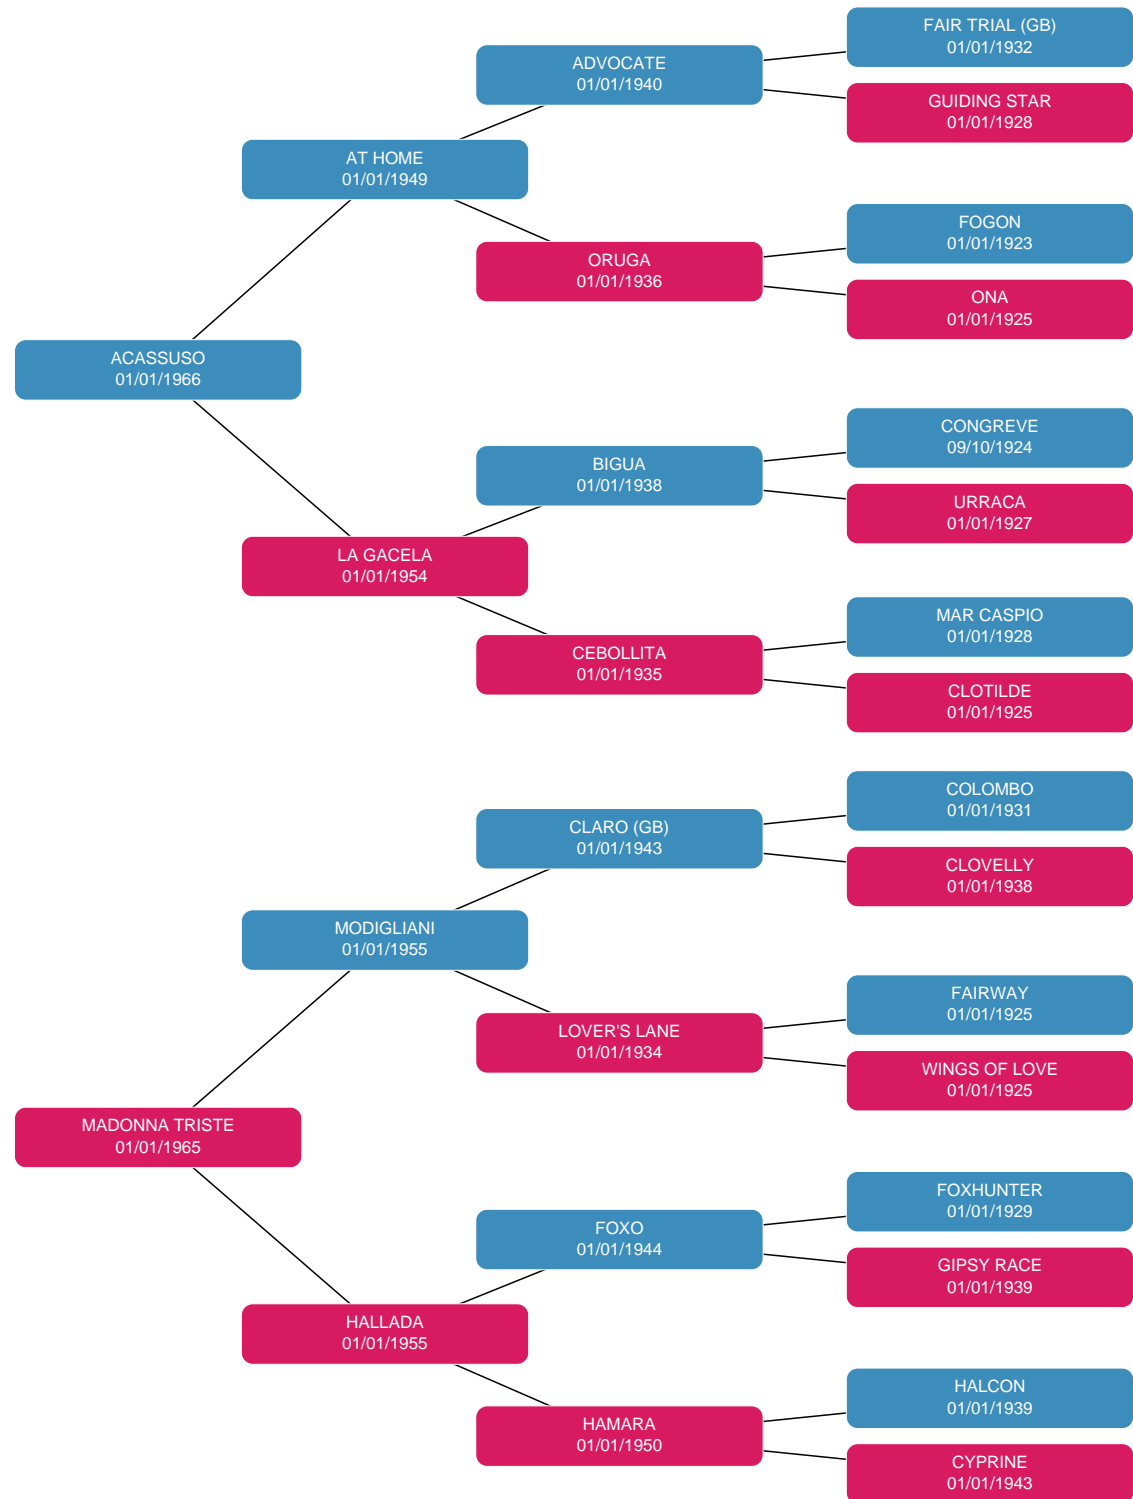 FAIR TRIAL (GB)
01/01/1932
ADVOCATE
01/01/1940
GUIDING STAR
01/01/1928
AT HOME
01/01/1949
FOGON
01/01/1923
ORUGA
01/01/1936
ONA
01/01/1925
ACASSUSO
01/01/1966
CONGREVE
09/10/1924
BIGUA
01/01/1938
URRACA
01/01/1927
LA GACELA
01/01/1954
MAR CASPIO
01/01/1928
CEBOLLITA
01/01/1935
CLOTILDE
01/01/1925
COLOMBO
01/01/1931
CLARO (GB)
01/01/1943
CLOVELLY
01/01/1938
MODIGLIANI
01/01/1955
FAIRWAY
01/01/1925
LOVER'S LANE
01/01/1934
WINGS OF LOVE
01/01/1925
MADONNA TRISTE
01/01/1965
FOXHUNTER
01/01/1929
FOXO
01/01/1944
GIPSY RACE
01/01/1939
HALLADA
01/01/1955
HALCON
01/01/1939
HAMARA
01/01/1950
CYPRINE
01/01/1943